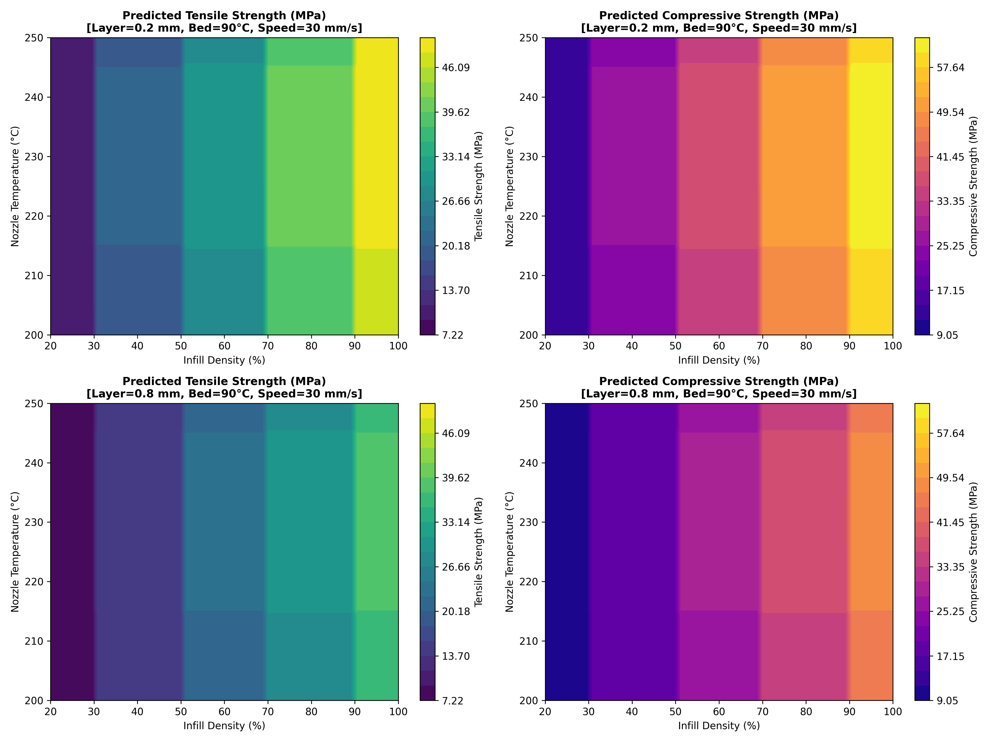 Predicted Tensile Strength (MPa)
[Layer=0.2 mm, Bed=90°C, Speed=30 mm/s]
250
240
230
220
210
200
Nozzle Temperature (°C)
20 30 40 50 60 70 80 90 100
Infill Density (%)
46.09
39.62
33.14
26.66
20.18
13.70
7.22
Tensile Strength (MPa)
Predicted Compressive Strength (MPa)
[Layer=0.2 mm, Bed=90°C, Speed=30 mm/s]
250
240
230
220
210
200
Nozzle Temperature (°C)
20 30 40 50 60 70 80 90 100
Infill Density (%)
57.64
49.54
41.45
33.35
25.25
17.15
9.05
Compressive Strength (MPa)
Predicted Tensile Strength (MPa)
[Layer=0.8 mm, Bed=90°C, Speed=30 mm/s]
250
240
230
220
210
200
Nozzle Temperature (°C)
20 30 40 50 60 70 80 90 100
Infill Density (%)
46.09
39.62
33.14
26.66
20.18
13.70
7.22
Tensile Strength (MPa)
Predicted Compressive Strength (MPa)
[Layer=0.8 mm, Bed=90°C, Speed=30 mm/s]
250
240
230
220
210
200
Nozzle Temperature (°C)
20 30 40 50 60 70 80 90 100
Infill Density (%)
57.64
49.54
41.45
33.35
25.25
17.15
9.05
Compressive Strength (MPa)